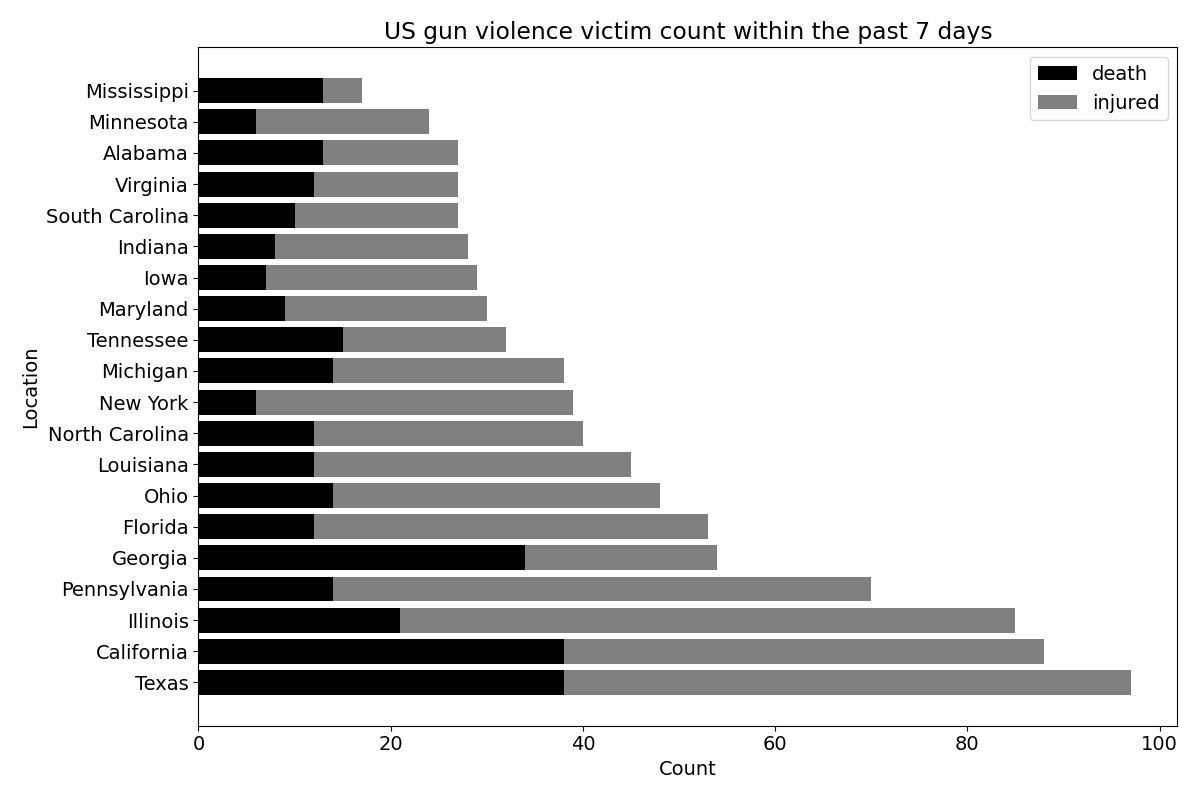 US gun violence victim count within the past 7 days
death
injured
Mississippi
Minnesota
Alabama
Virginia
South Carolina
Indiana
Iowa
Maryland
Tennessee
Michigan
New York
North Carolina
Louisiana
Ohio
Florida
Georgia
Pennsylvania
Illinois
California
Texas
Location
0 20 40 60 80 100
Count